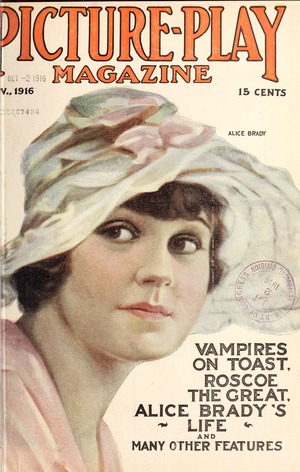 PICTURE-PLAY
MAGAZINE
OCT -2 1916
V., 1916
15 CENTS
ALICE BRADY
VAMPIRES
ON TOAST.
ROSCOE
THE GREAT.
ALICE BRADY'S
~ LIFE ~
AND
MANY OTHER FEATURES